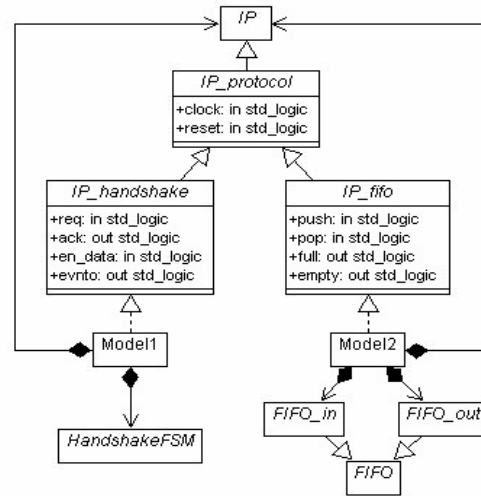 IP
IP_protocol
+clock: in std_logic
+reset: in std_logic
IP_handshake
+req: in std_logic
+ack: out std_logic
+en_data: in std_logic
+evnto: out std_logic
IP_fifo
+push: in std_logic
+pop: in std_logic
+full: out std_logic
+empty: out std_logic
Model1
Model2
HandshakeFSM
FIFO_in
FIFO_out
FIFO